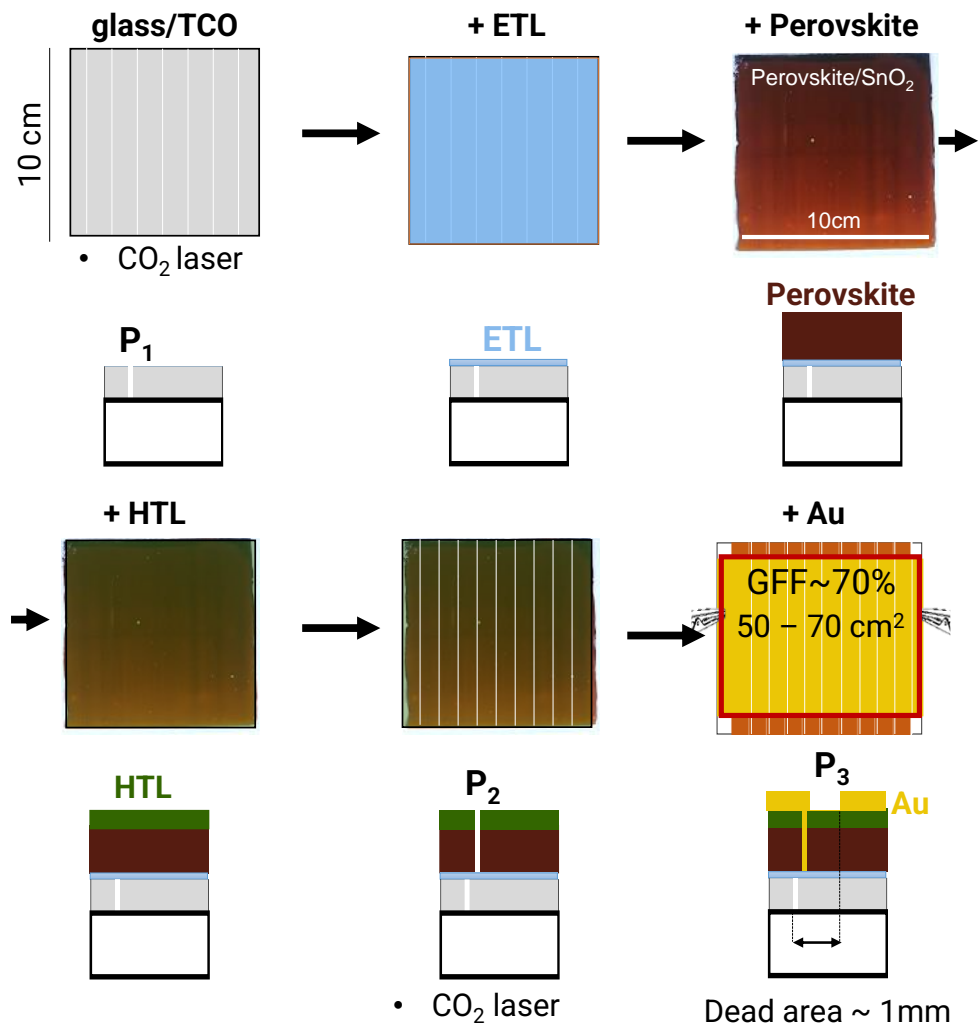 glass/TCO
+ ETL
+ Perovskite
10 cm
Perovskite/SnO₂
10cm
• CO₂ laser
P₁
ETL
Perovskite
+ HTL
+ Au
GFF~70%
50 – 70 cm²
HTL
P₂
P₃
Au
• CO₂ laser
Dead area ~ 1mm